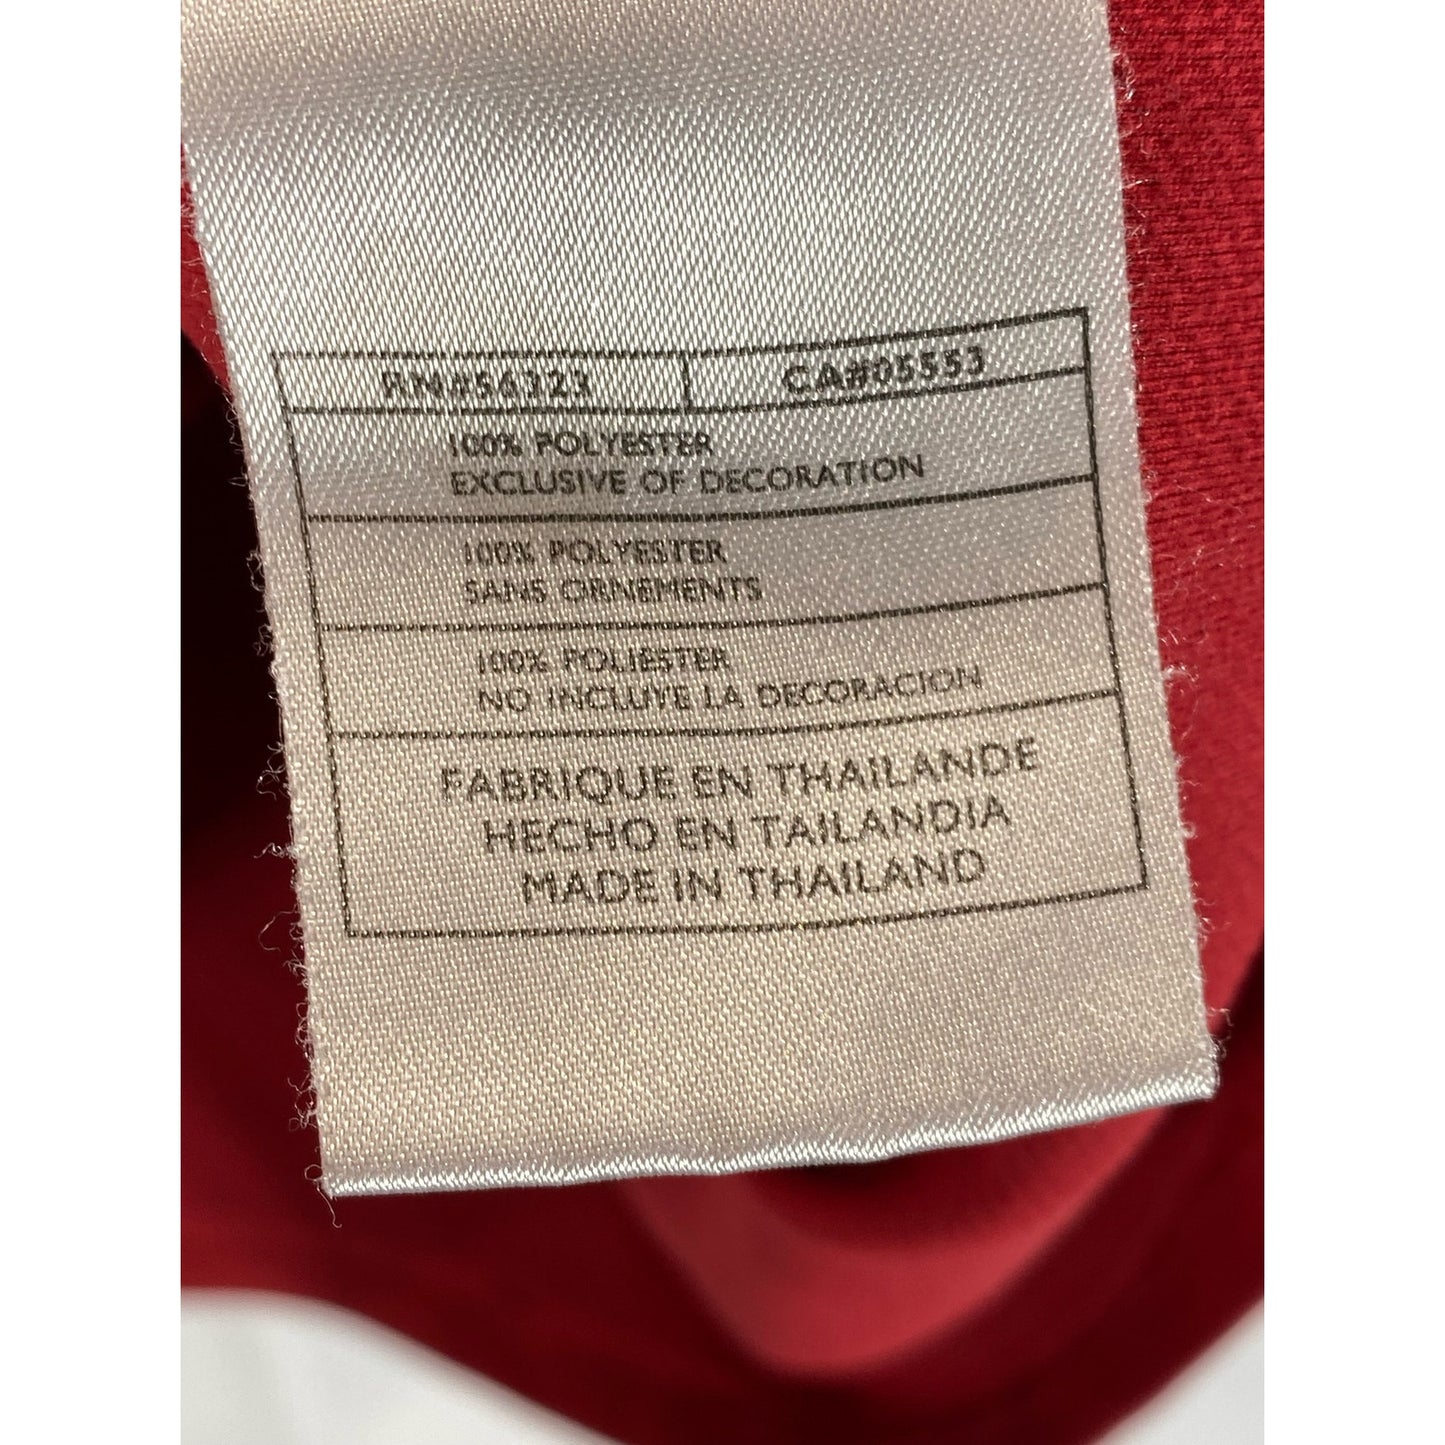 RN#56323 CA#05553
100% POLYESTER
EXCLUSIVE OF DECORATION
100% POLYESTER
SANS ORNEMENTS
100% POLIESTER
NO INCLUYE LA DECORACION
FABRIQUE EN THAILANDE
HECHO EN TAILANDIA
MADE IN THAILAND